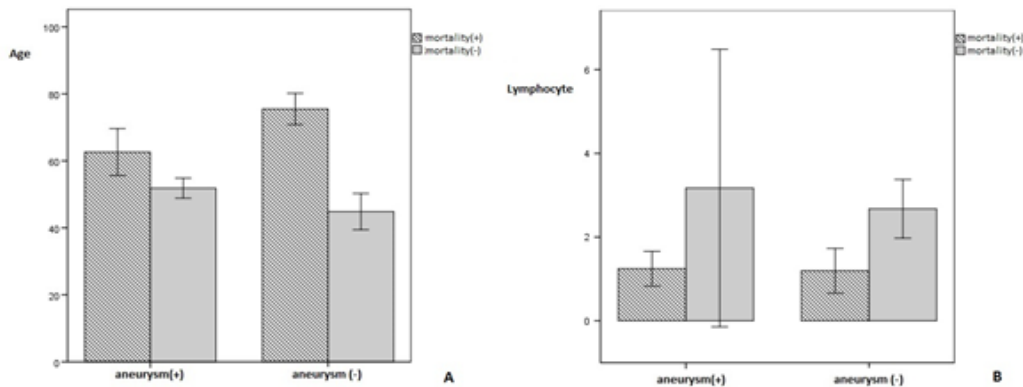 100
80
60
40
20
0
Age
mortality(+)
mortality(-)
aneurysm(+)
aneurysm (-)
A
6
4
2
0
Lymphocyte
mortality(+)
mortality(-)
aneurysm(+)
aneurysm (-)
B